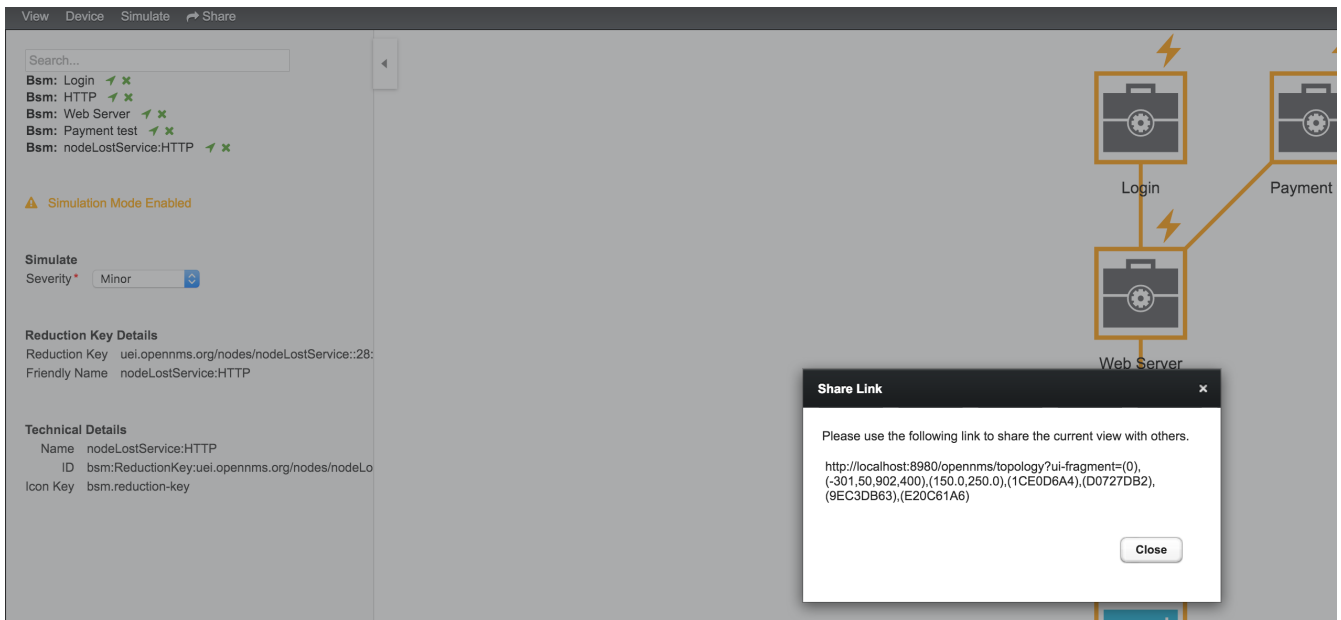 View Device Simulate Share
Search...
Bsm: Login
Bsm: HTTP
Bsm: Web Server
Bsm: Payment test
Bsm: nodeLostService:HTTP
Simulation Mode Enabled
Simulate
Severity* Minor
Reduction Key Details
Reduction Key uei.opennms.org/nodes/nodeLostService::28:
Friendly Name nodeLostService:HTTP
Technical Details
Name nodeLostService:HTTP
ID bsm:ReductionKey:uei.opennms.org/nodes/nodeLo
Icon Key bsm.reduction-key
Login
Payment
Web Server
Share Link
Please use the following link to share the current view with others.
http://localhost:8980/opennms/topology?ui-fragment=(0),
(-301,50,902,400),(150.0,250.0),(1CE0D6A4),(D0727DB2),
(9EC3DB63),(E20C61A6)
Close